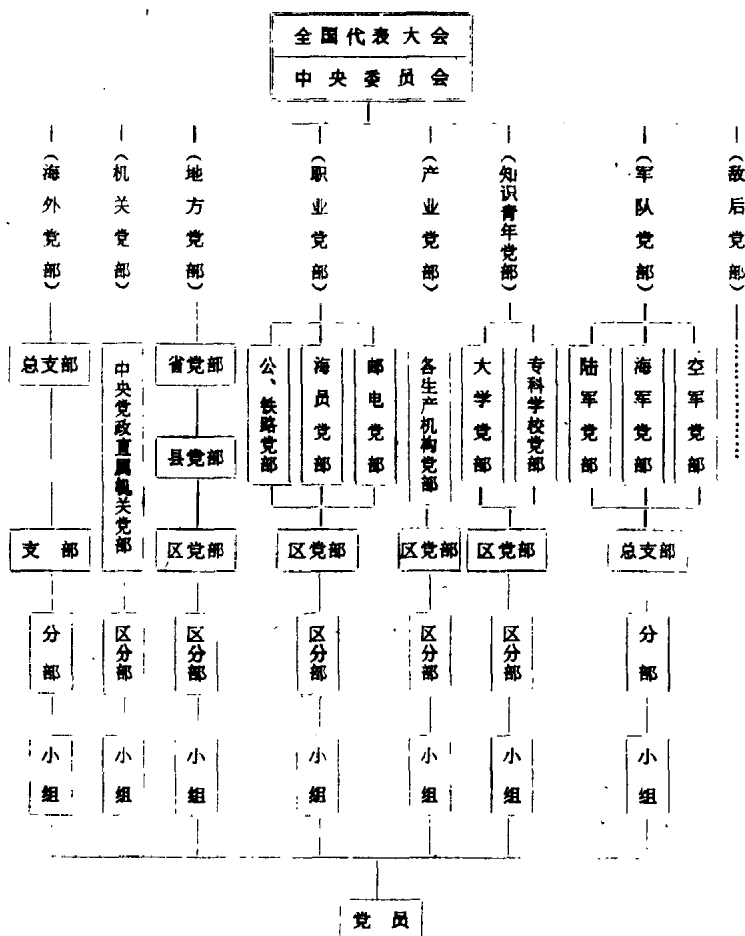 全国代表大会
中央委员会
(海外党部)
(机关党部)
(地方党部)
(职业党部)
(产业党部)
(知识青年党部)
(军队党部)
(敌后党部)
总支部
中央党政直属机关党部
省党部
公、铁路党部
海员党部
邮电党部
各生产机构党部
大学党部
专科学校党部
陆军党部
海军党部
空军党部
县党部
支部
区党部
区党部
区党部
区党部
总支部
分部
区分部
区分部
区分部
区分部
区分部
分部
小组
小组
小组
小组
小组
小组
小组
党员